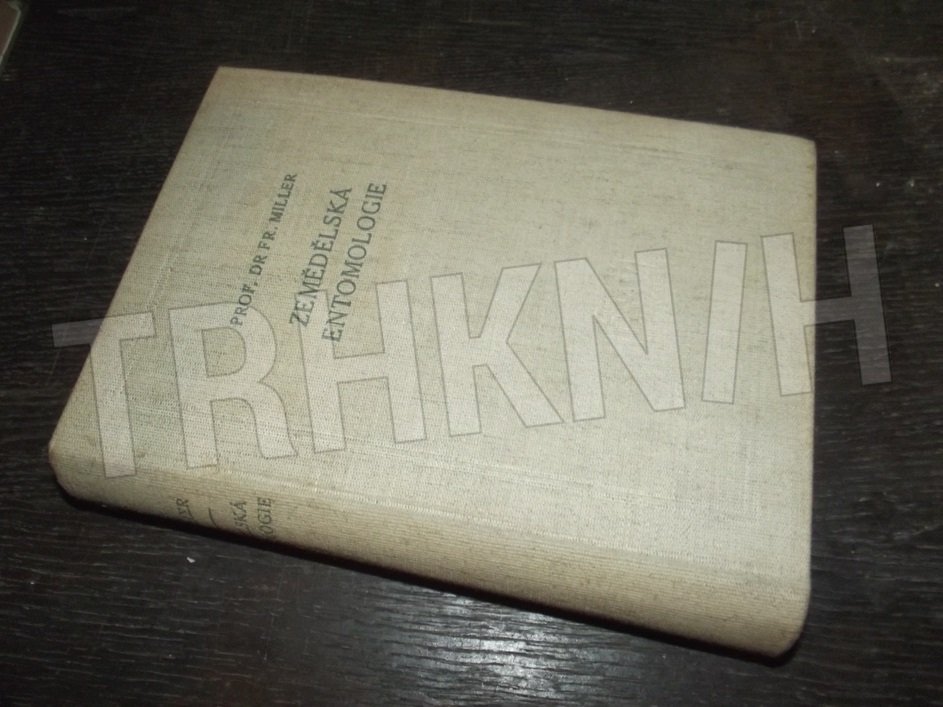 PROF. DR. FR. MILLER
ZEMĚDĚLSKÁ
ENTOMOLOGIE
TRHKNIH